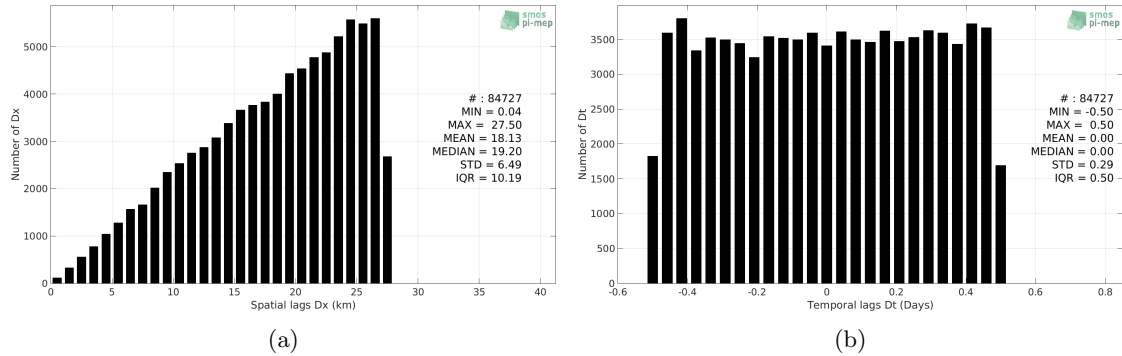 smos
pi-mep
5000
4000
3000
2000
1000
0
Number of Dx
# : 84727
MIN = 0.04
MAX = 27.50
MEAN = 18.13
MEDIAN = 19.20
STD = 6.49
IQR = 10.19
0 5 10 15 20 25 30 35 40
Spatial lags Dx (km)
(a)
smos
pi-mep
3500
3000
2500
2000
1500
1000
500
0
Number of Dt
# : 84727
MIN = -0.50
MAX = 0.50
MEAN = 0.00
MEDIAN = 0.00
STD = 0.29
IQR = 0.50
-0.6 -0.4 -0.2 0 0.2 0.4 0.6 0.8
Temporal lags Dt (Days)
(b)